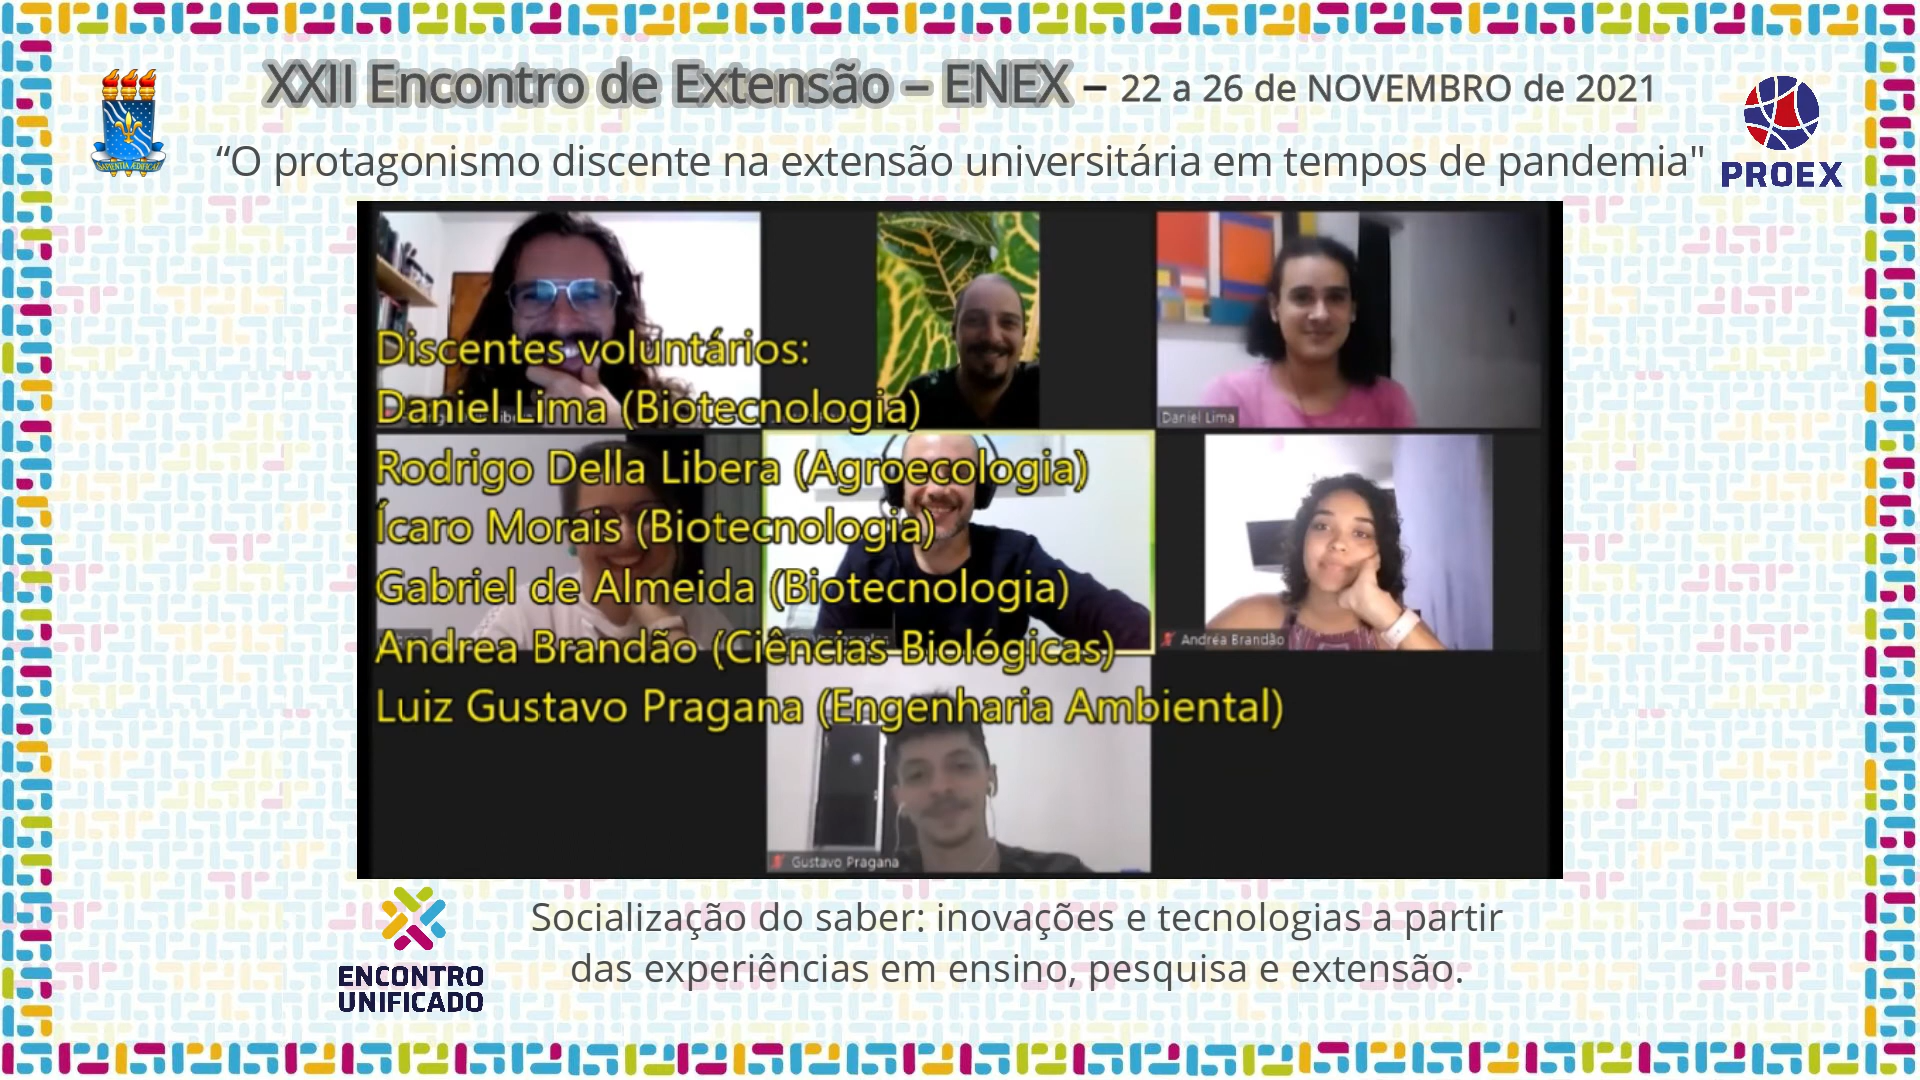 XXII Encontro de Extensão – ENEX – 22 a 26 de NOVEMBRO de 2021
“O protagonismo discente na extensão universitária em tempos de pandemia"
PROEX
Discentes voluntários:
Daniel Lima (Biotecnologia)
Daniel Lima
Rodrigo Della Libera (Agroecologia)
Ícaro Morais (Biotecnologia)
Gabriel de Almeida (Biotecnologia)
Andrea Brandão (Ciências Biológicas)
Andréa Brandão
Luiz Gustavo Pragana (Engenharia Ambiental)
Gustavo Pragana
ENCONTRO
UNIFICADO
Socialização do saber: inovações e tecnologias a partir
das experiências em ensino, pesquisa e extensão.